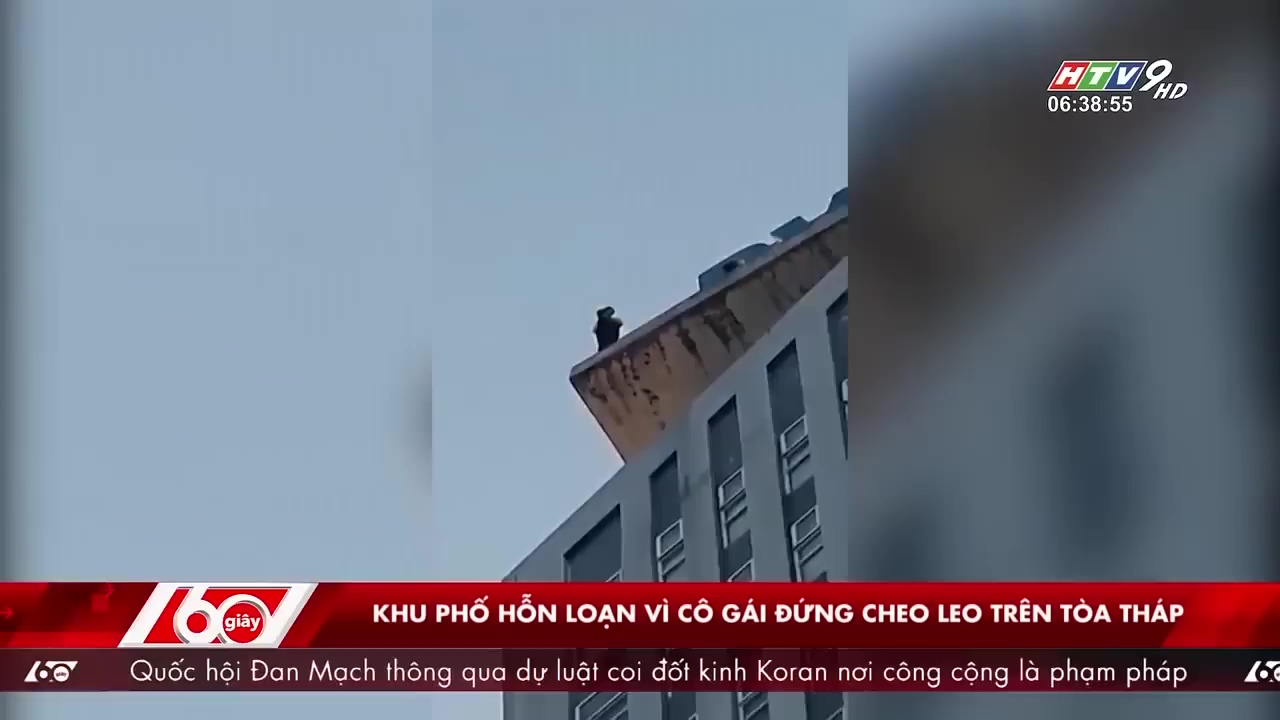 HTV9 HD
06:38:55
60 giây
KHU PHỐ HỖN LOẠN VÌ CÔ GÁI ĐỨNG CHEO LEO TRÊN TÒA THÁP
60 giây Quốc hội Đan Mạch thông qua dự luật coi đốt kinh Koran nơi công cộng là phạm pháp